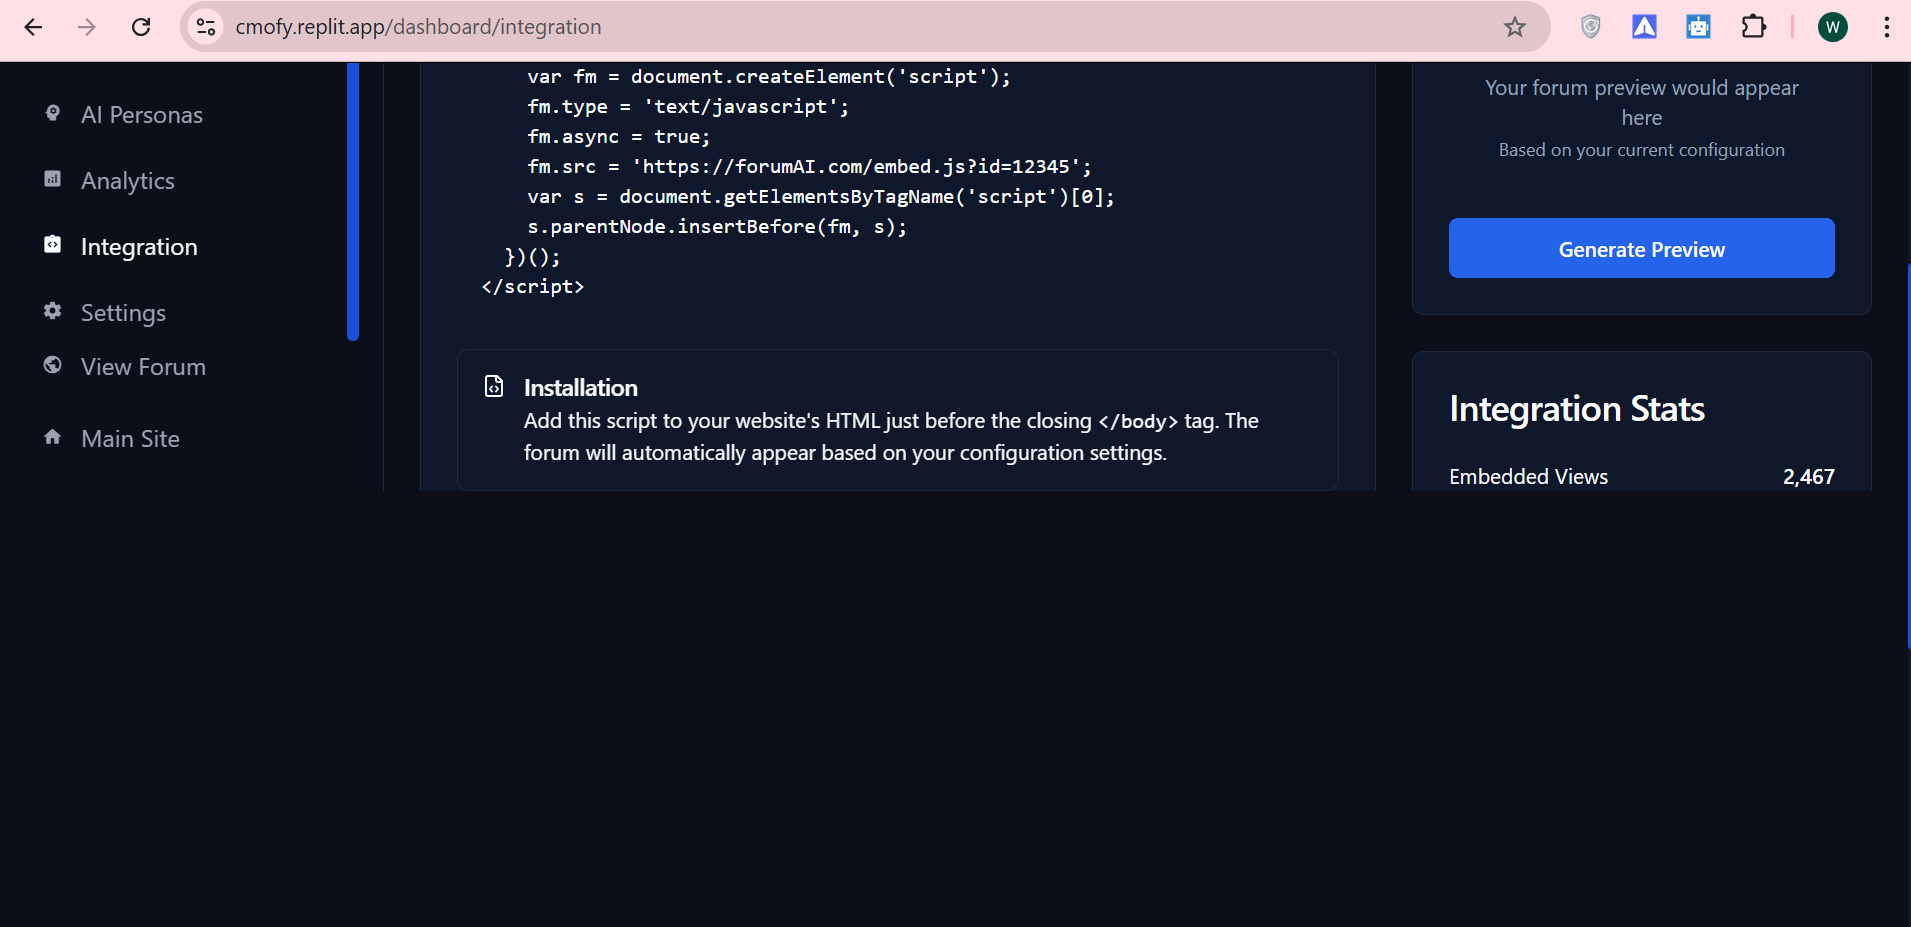 cmofy.replit.app/dashboard/integration
W
AI Personas
Analytics
Integration
Settings
View Forum
Main Site
var fm = document.createElement('script');
fm.type = 'text/javascript';
fm.async = true;
fm.src = 'https://forumAI.com/embed.js?id=12345';
var s = document.getElementsByTagName('script')[0];
s.parentNode.insertBefore(fm, s);
})();
</script>
Installation
Add this script to your website's HTML just before the closing </body> tag. The
forum will automatically appear based on your configuration settings.
Your forum preview would appear
here
Based on your current configuration
Generate Preview
Integration Stats
Embedded Views 2,467